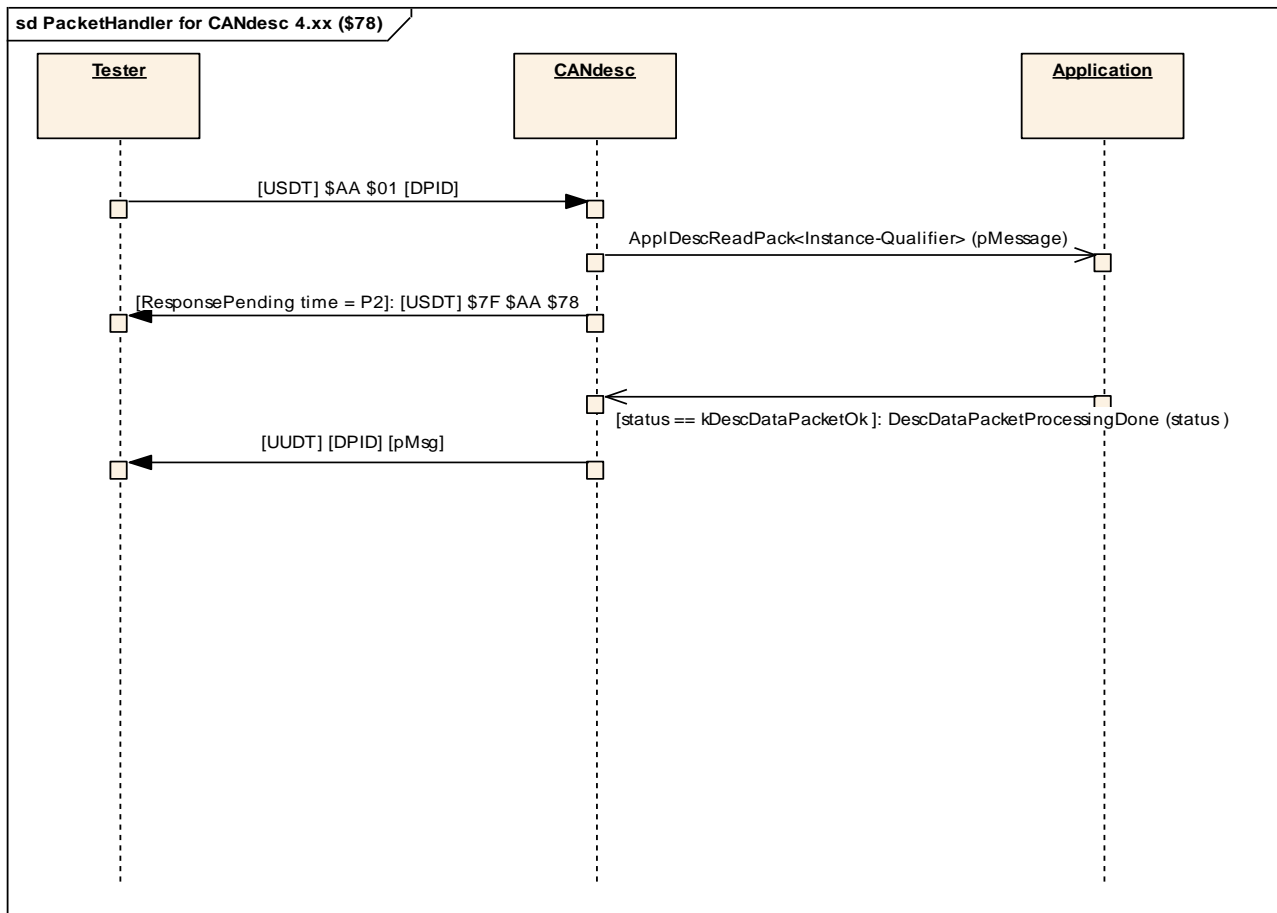 sd PacketHandler for CANdesc 4.xx ($78)
Tester
CANdesc
Application
[USDT] $AA $01 [DPID]
ApplDescReadPack<Instance-Qualifier> (pMessage)
[ResponsePending time = P2]: [USDT] $7F $AA $78
[status == kDescDataPacketOk]: DescDataPacketProcessingDone (status)
[UUDT] [DPID] [pMsg]